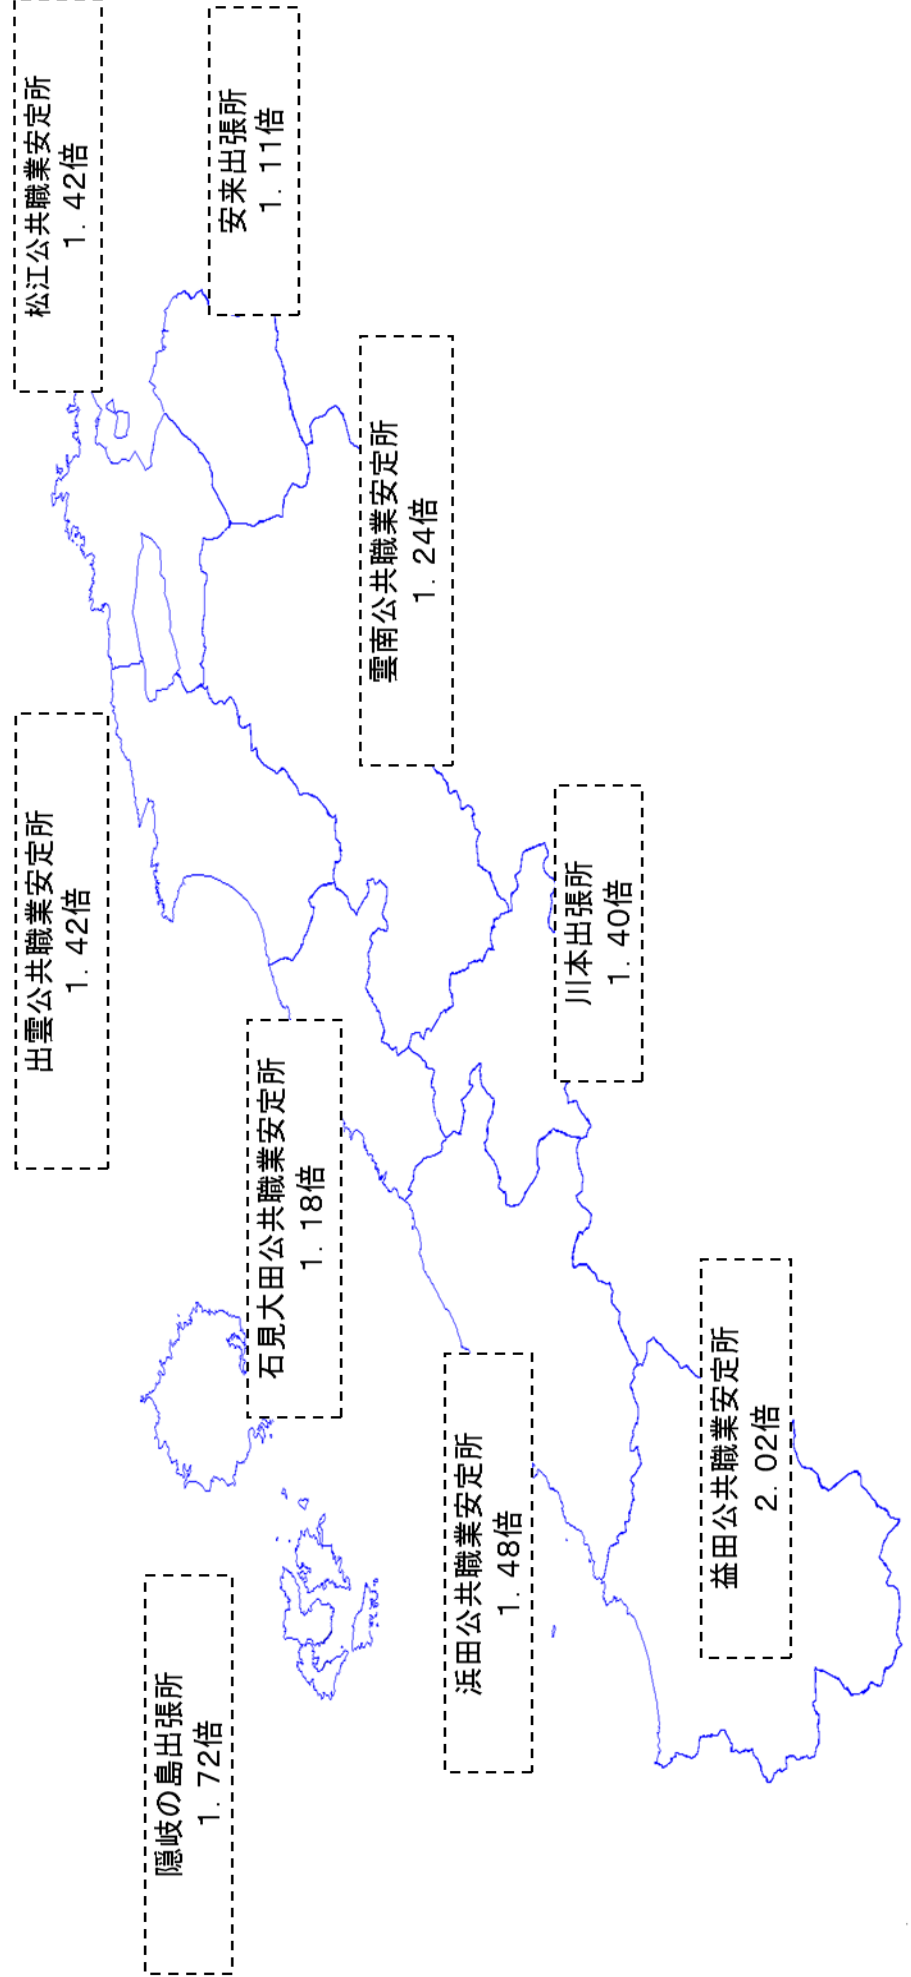 松江公共職業安定所
1. 42倍
安来出張所
1. 11倍
出雲公共職業安定所
1. 42倍
雲南公共職業安定所
1. 24倍
石見大田公共職業安定所
1. 18倍
川本出張所
1. 40倍
隠岐の島出張所
1. 72倍
浜田公共職業安定所
1. 48倍
益田公共職業安定所
2. 02倍